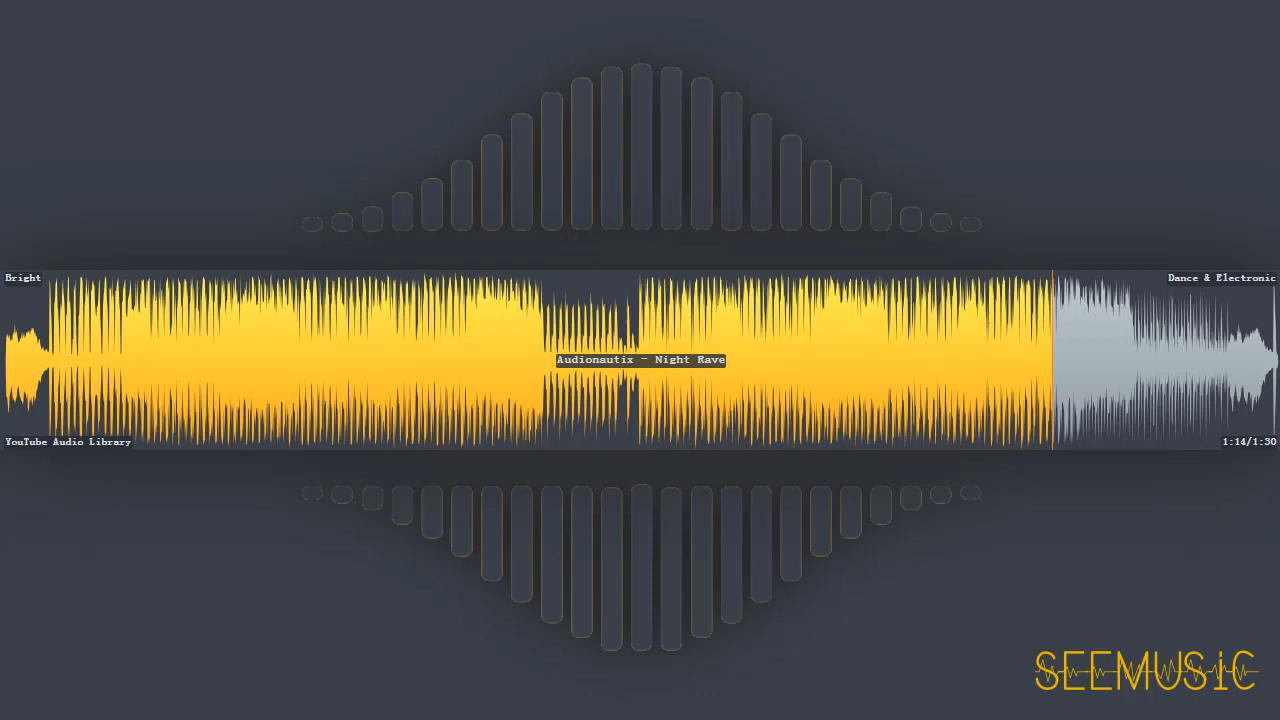 Bright
Dance & Electronic
Audionautix - Night Rave
YouTube Audio Library
1:14/1:30
SEEMUSiC